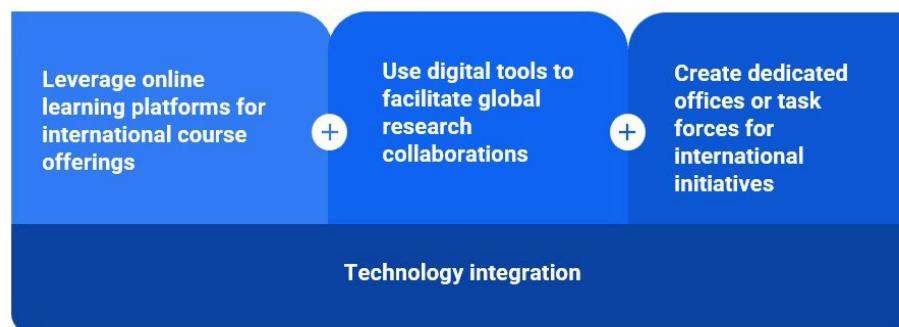 Leverage online
learning platforms for
international course
offerings
+
Use digital tools to
facilitate global
research
collaborations
+
Create dedicated
offices or task
forces for
international
initiatives
Technology integration